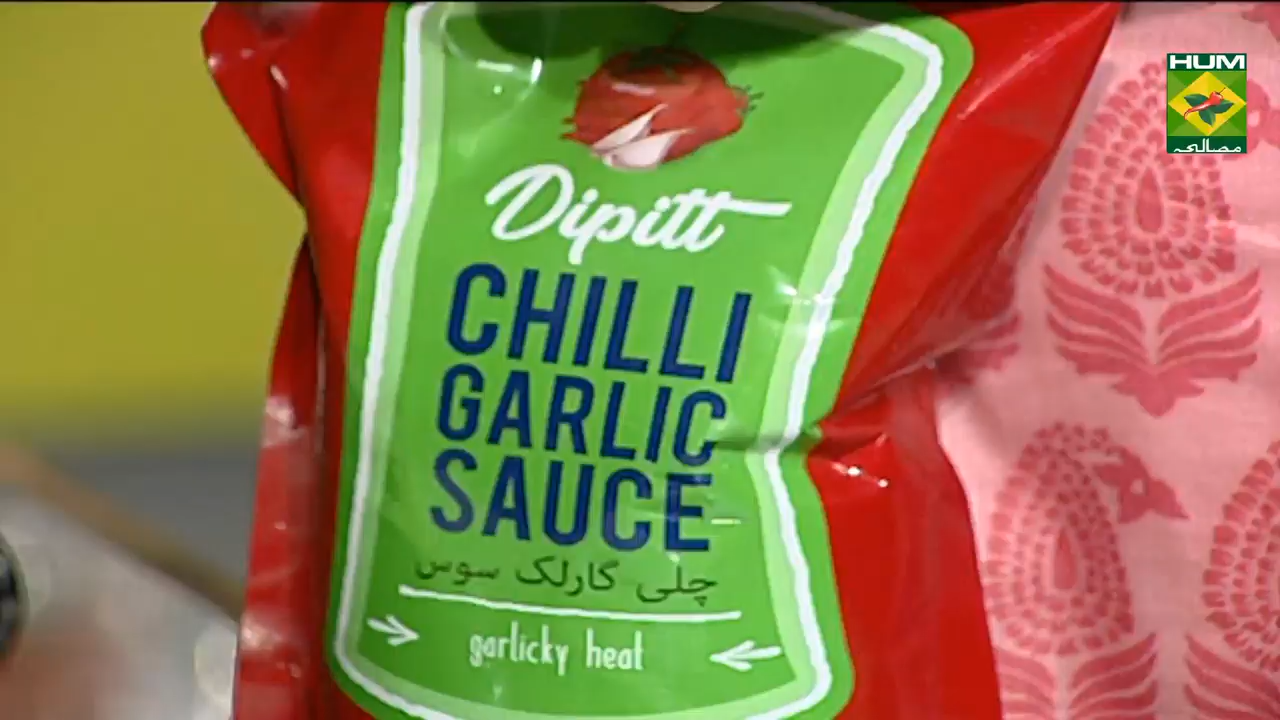 HUM
مصالحہ
Dipitt
CHILLI
GARLIC
SAUCE
چلی گارلک سوس
garlicky heat